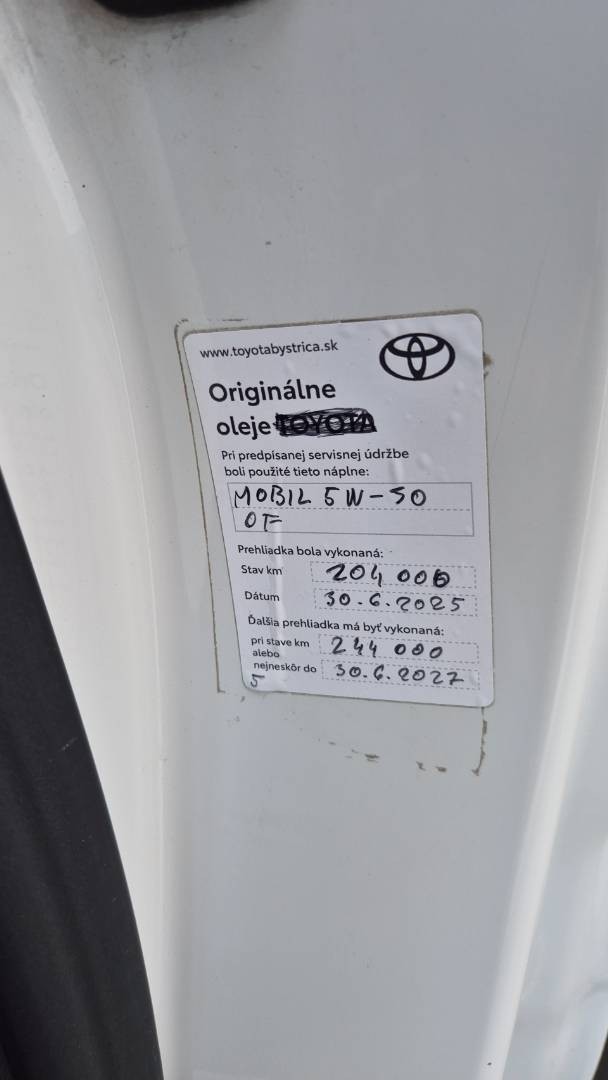 www.toyotabystrica.sk
Originálne
oleje TOYOTA
Pri predpísanej servisnej údržbe
boli použité tieto náplne:
MOBIL 5W-50
OF
Prehliadka bola vykonaná:
Stav km 204 000
Dátum 30.6.2025
Ďalšia prehliadka má byť vykonaná:
pri stave km 244 000
alebo
nejneskôr do 30.6.2027
5